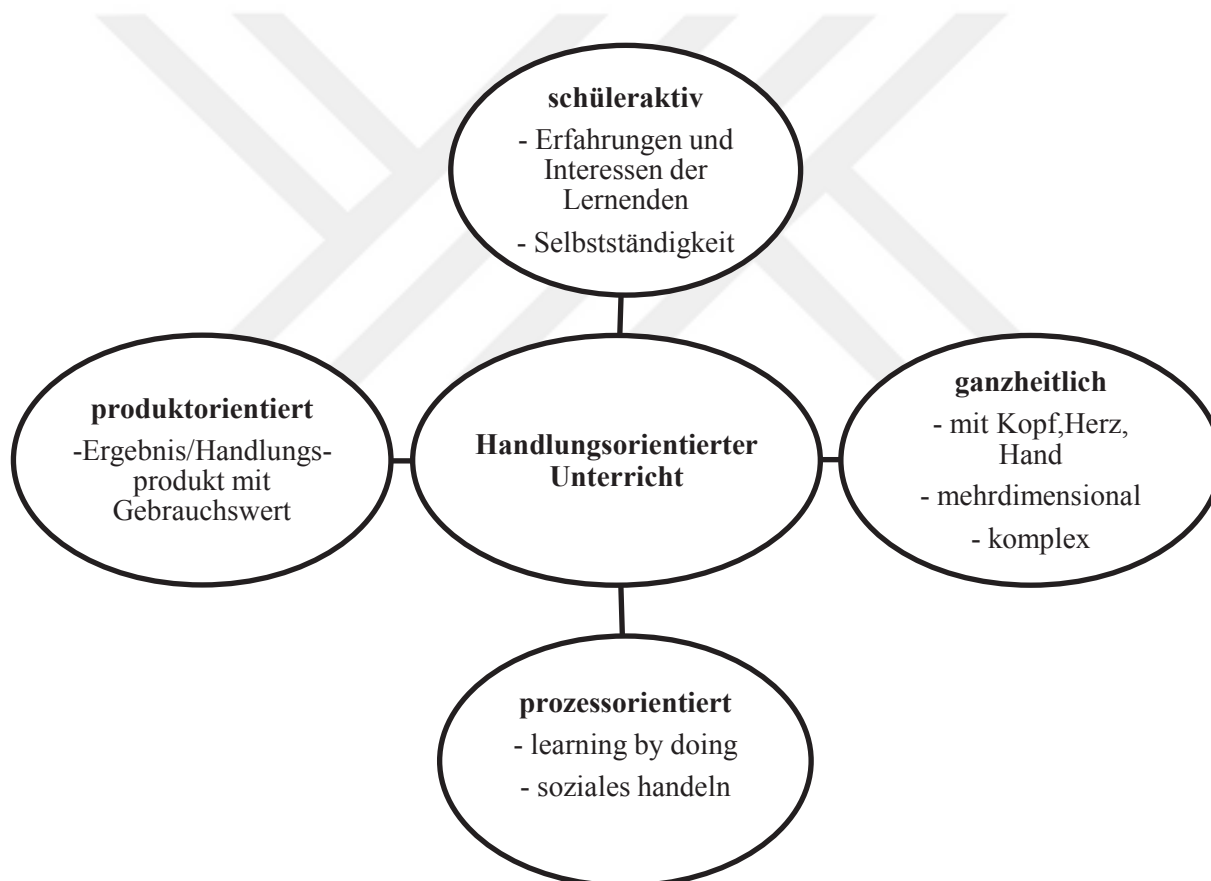 schüleraktiv
- Erfahrungen und
Interessen der
Lernenden
- Selbstständigkeit
produktorientiert
-Ergebnis/Handlungs-
produkt mit
Gebrauchswert
Handlungsorientierter
Unterricht
ganzheitlich
- mit Kopf,Herz,
Hand
- mehrdimensional
- komplex
prozessorientiert
- learning by doing
- soziales handeln